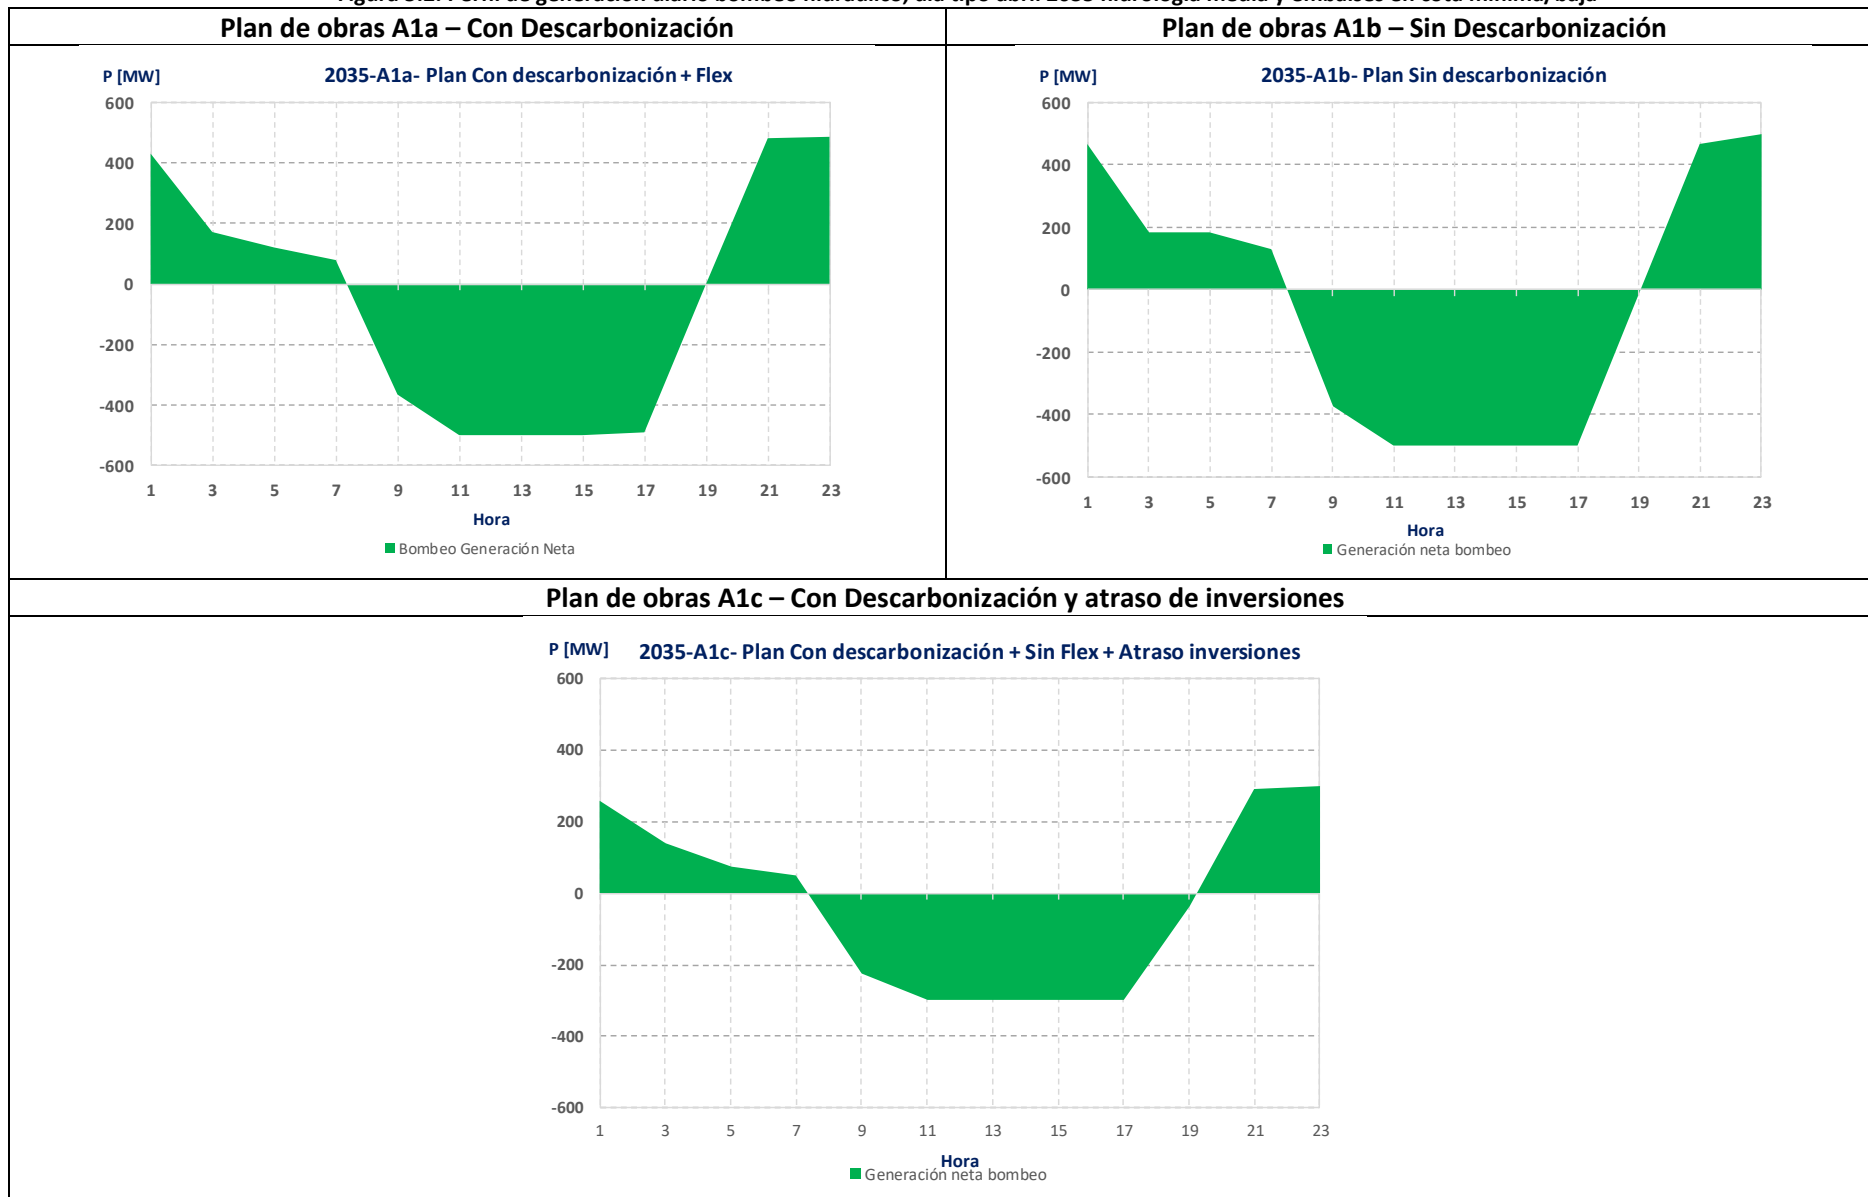 Plan de obras A1a – Con Descarbonización
Plan de obras A1b – Sin Descarbonización
P [MW]
2035-A1a- Plan Con descarbonización + Flex
600
400
200
0
-200
-400
-600
1 3 5 7 9 11 13 15 17 19 21 23
Hora
Bombeo Generación Neta
P [MW]
2035-A1b- Plan Sin descarbonización
600
400
200
0
-200
-400
-600
1 3 5 7 9 11 13 15 17 19 21 23
Hora
Generación neta bombeo
Plan de obras A1c – Con Descarbonización y atraso de inversiones
P [MW]
2035-A1c- Plan Con descarbonización + Sin Flex + Atraso inversiones
600
400
200
0
-200
-400
-600
1 3 5 7 9 11 13 15 17 19 21 23
Hora
Generación neta bombeo